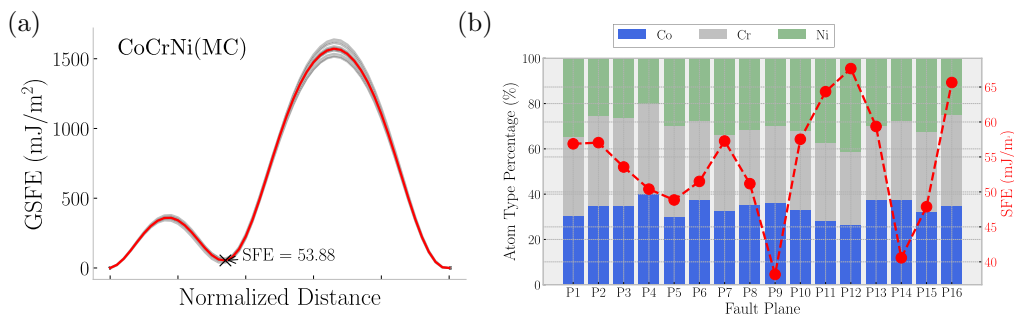 (a)
CoCrNi(MC)
GSFE (mJ/m²)
1500
1000
500
0
SFE = 53.88
Normalized Distance
(b)
Co Cr Ni
Atom Type Percentage (%)
100
80
60
40
20
0
65
60
55
50
45
40
SFE (mJ/m²)
P1 P2 P3 P4 P5 P6 P7 P8 P9 P10 P11 P12 P13 P14 P15 P16
Fault Plane